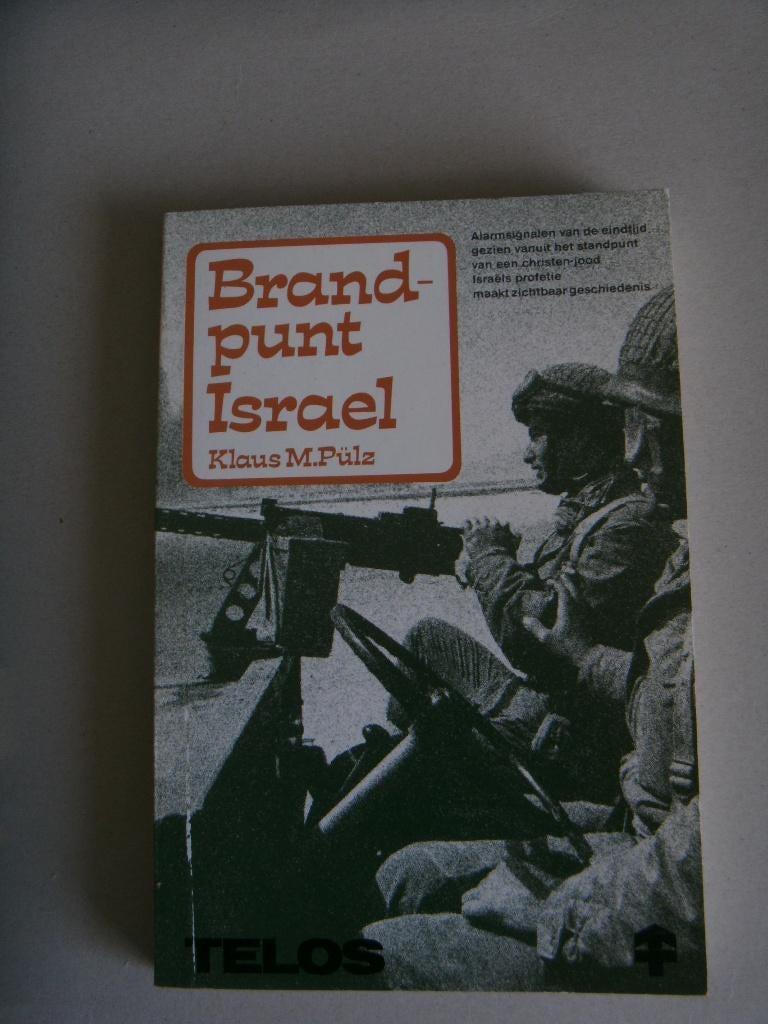 Brand-
punt
Israel
Klaus M.Pülz
Alarmsignalen van de eindtijd,
gezien vanuit het standpunt
van een christen-jood
Israëls profetie
maakt zichtbaar geschiedenis
TELOS